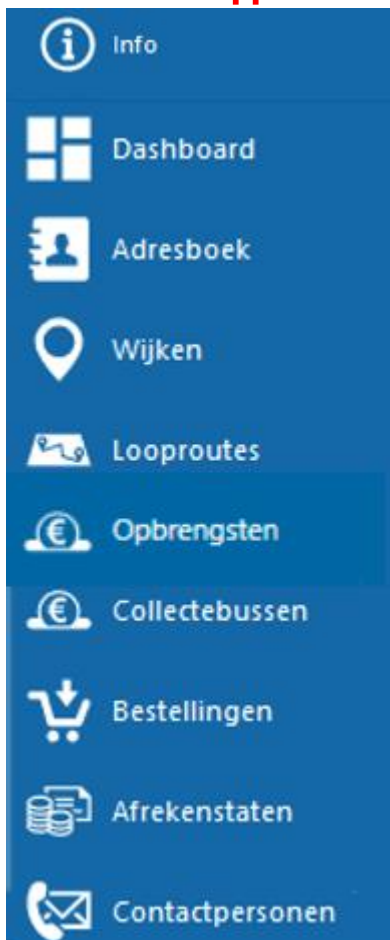 Info
Dashboard
Adresboek
Wijken
Looproutes
Opbrengsten
Collectebussen
Bestellingen
Afrekenstaten
Contactpersonen